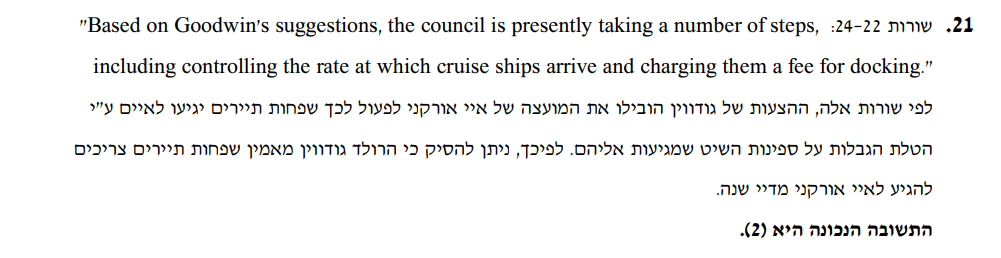 21. שורות 24-22: "Based on Goodwin's suggestions, the council is presently taking a number of steps,
including controlling the rate at which cruise ships arrive and charging them a fee for docking."
לפי שורות אלה, ההצעות של גודווין הובילו את המועצה של איי אורקני לפעול לכך שפחות תיירים יגיעו לאיים ע"י
הטלת הגבלות על ספינות השיט שמגיעות אליהם. לפיכך, ניתן להסיק כי הרולד גודווין מאמין שפחות תיירים צריכים
להגיע לאיי אורקני מדיי שנה.
התשובה הנכונה היא (2).